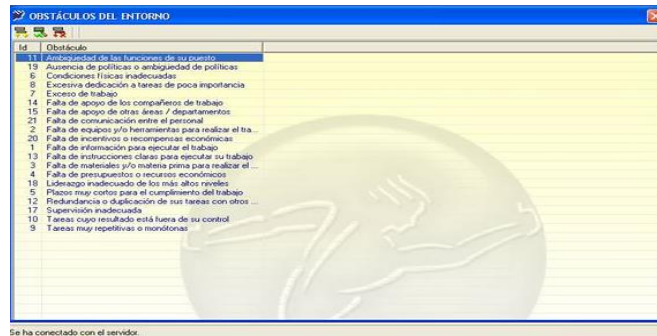 OBSTÁCULOS DEL ENTORNO
Id Obstáculo
11 Ambigüedad de las funciones de su puesto
19 Ausencia de políticas o ambigüedad de políticas
6 Condiciones físicas inadecuadas
8 Excesiva dedicación a tareas de poca importancia
7 Exceso de trabajo
14 Falta de apoyo de los compañeros de trabajo
15 Falta de apoyo de otras áreas / departamentos
21 Falta de comunicación entre el personal
2 Falta de equipos y/o herramientas para realizar el tra...
20 Falta de incentivos o recompensas económicas
1 Falta de información para ejecutar el trabajo
13 Falta de instrucciones claras para ejecutar su trabajo
3 Falta de materiales y/o materia prima para realizar el ...
4 Falta de presupuestos o recursos económicos
18 Liderazgo inadecuado de los más altos niveles
5 Plazos muy cortos para el cumplimiento del trabajo
12 Redundancia o duplicación de sus tareas con otros ...
17 Supervisión inadecuada
10 Tareas cuyo resultado está fuera de su control
9 Tareas muy repetitivas o monótonas
Se ha conectado con el servidor.